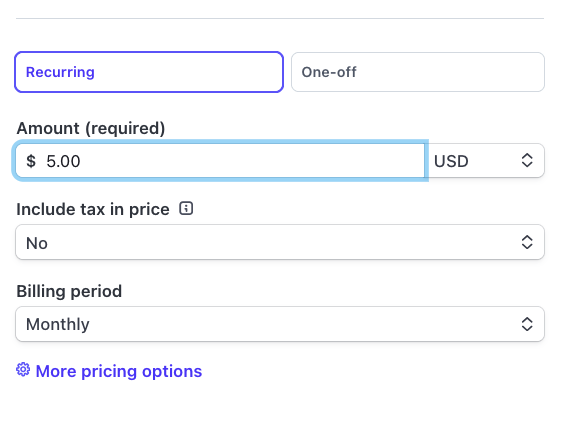 Recurring One-off
Amount (required)
$ 5.00 USD
Include tax in price
No
Billing period
Monthly
More pricing options